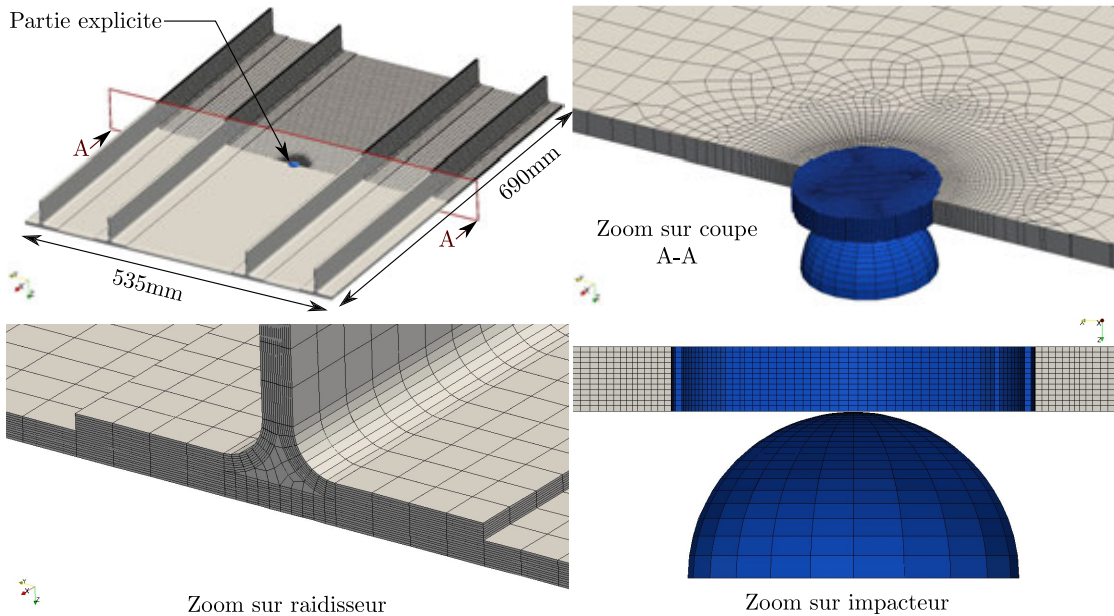 Partie explicite
A
A
690mm
535mm
Zoom sur coupe
A-A
Zoom sur raidisseur
Zoom sur impacteur